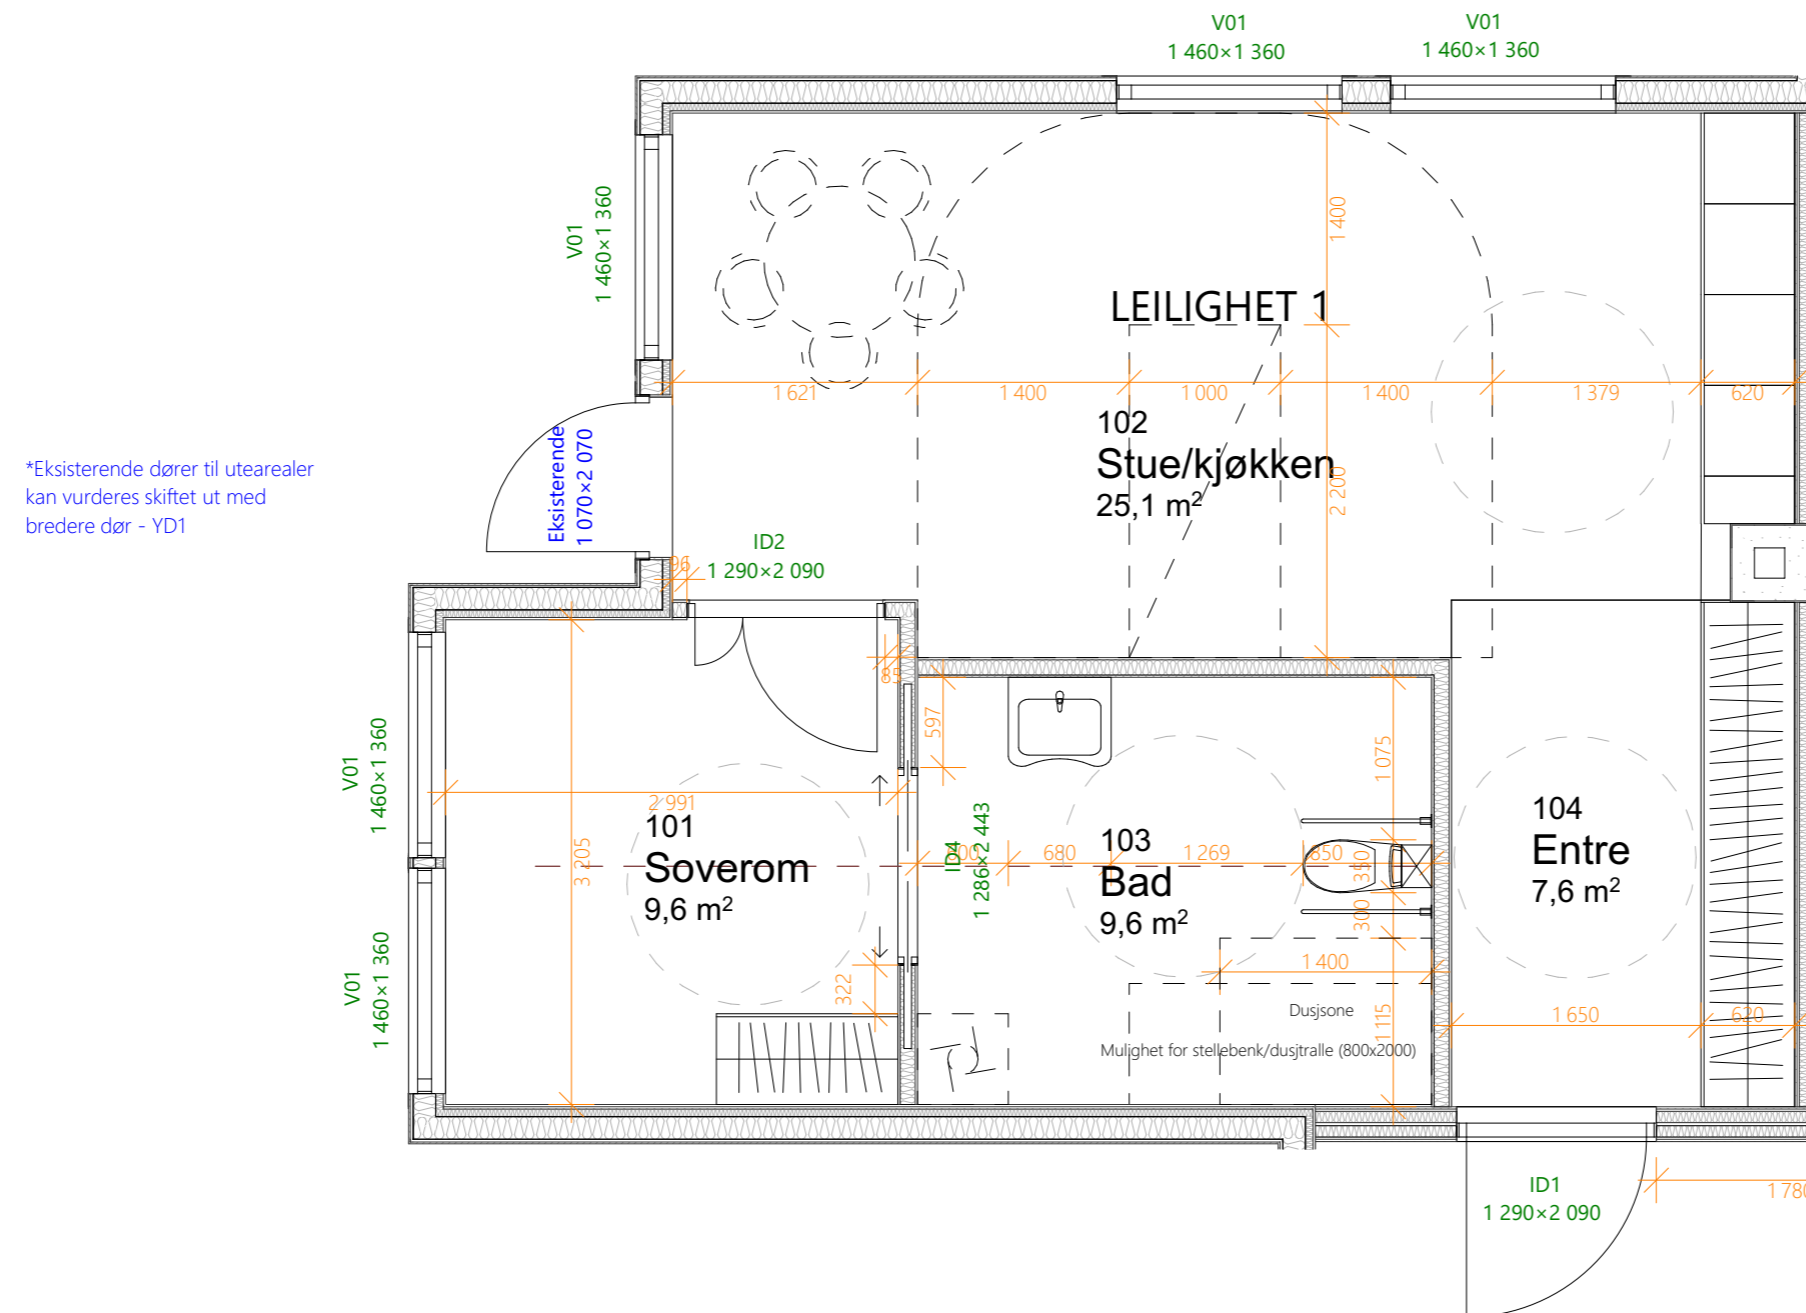 V01
1 460×1 360
V01
1 460×1 360
V01
1 460×1 360
1 400
LEILIGHET 1
1 621
1 400
1 000
1 400
1 379
620
102
Stue/kjøkken
25,1 m²
2 200
*Eksisterende dører til utearealer
kan vurderes skiftet ut med
bredere dør - YD1
Eksisterende
1 070×2 070
ID2
1 290×2 090
96
85
597
1 075
V01
1 460×1 360
2 991
101
Soverom
9,6 m²
3 205
ID4
1 286×2 443
600
680
1 269
850
350
300
103
Bad
9,6 m²
104
Entre
7,6 m²
V01
1 460×1 360
322
1 400
Dusjsone
1 115
Mulighet for stellebenk/dusjtralle (800x2000)
1 650
620
ID1
1 290×2 090
1 780